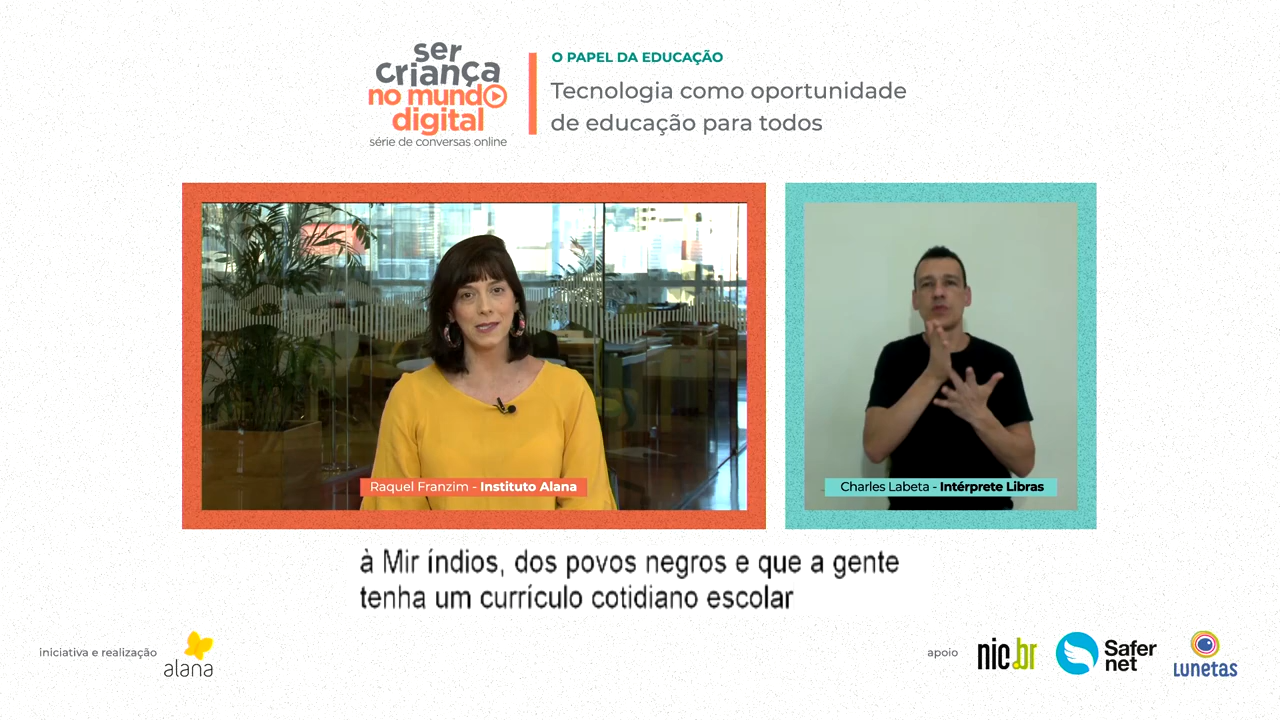 ser
criança
no mundo
digital
série de conversas online
O PAPEL DA EDUCAÇÃO
Tecnologia como oportunidade
de educação para todos
Raquel Franzim - Instituto Alana
Charles Labeta - Intérprete Libras
à Mir índios, dos povos negros e que a gente
tenha um currículo cotidiano escolar
iniciativa e realização
alana
apoio
nic.br
Safer
net
LUNETAS